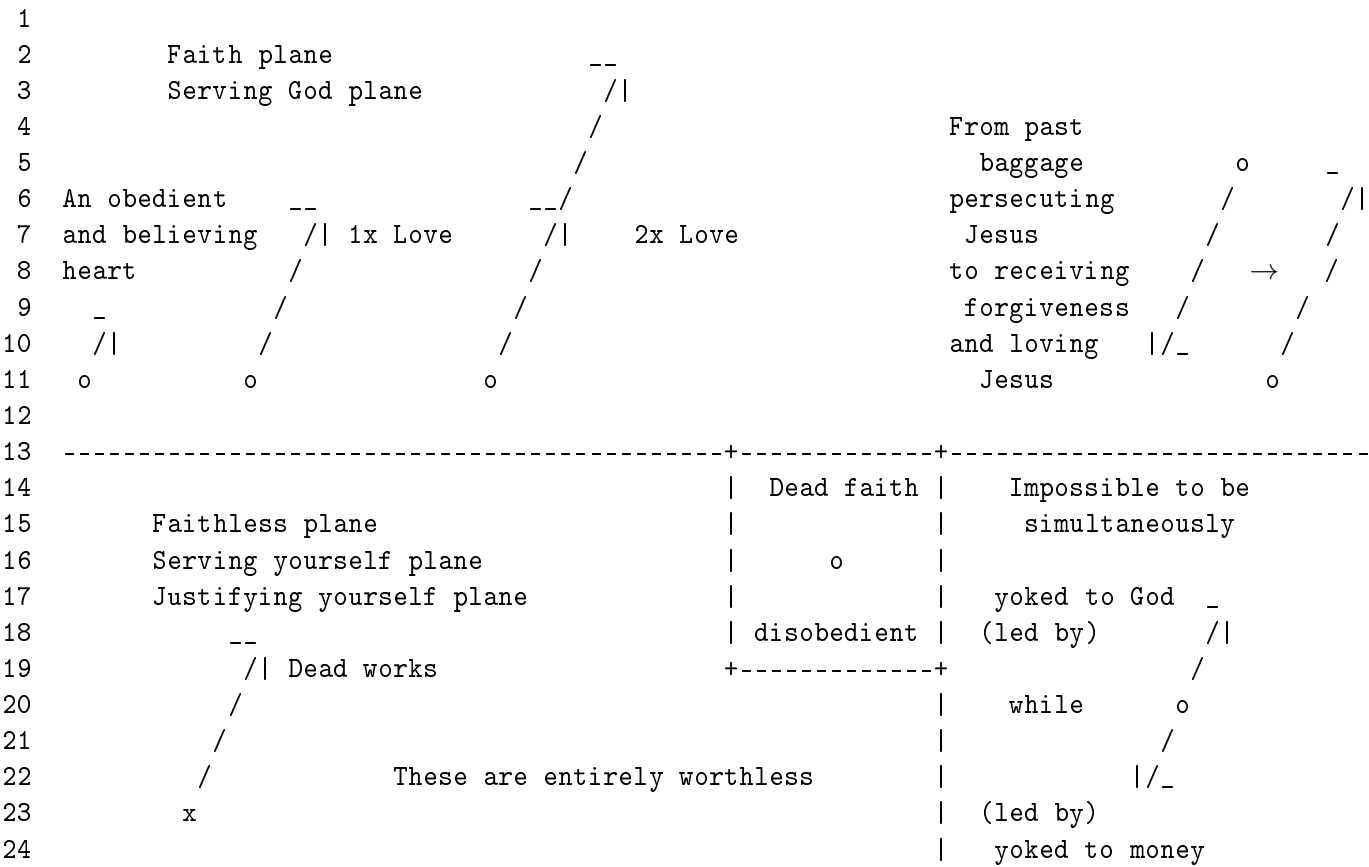 1
2         Faith plane                 __
3         Serving God plane            /|
4                                     /                       From past
5                                    /                          baggage          o     _
6  An obedient    __              __/                         persecuting       /       /|
7  and believing   /| 1x Love      /|    2x Love               Jesus           /       /
8  heart          /               /                           to receiving    /   →   /
9    _           /               /                             forgiveness   /       /
10   /|         /               /                             and loving   |/_      /
11  o          o               o                                Jesus              o
12
13 --------------------------------------------+-------------+----------------------------
14                                             |  Dead faith |    Impossible to be
15       Faithless plane                       |             |     simultaneously
16       Serving yourself plane                |      o      |
17       Justifying yourself plane             |             |   yoked to God  _
18            __                               | disobedient |  (led by)       /|
19             /| Dead works                   +-------------+                /
20            /                                              |    while      o
21           /                                               |              /
22          /            These are entirely worthless        |            |/_
23         x                                                 |  (led by)
24                                                           |   yoked to money